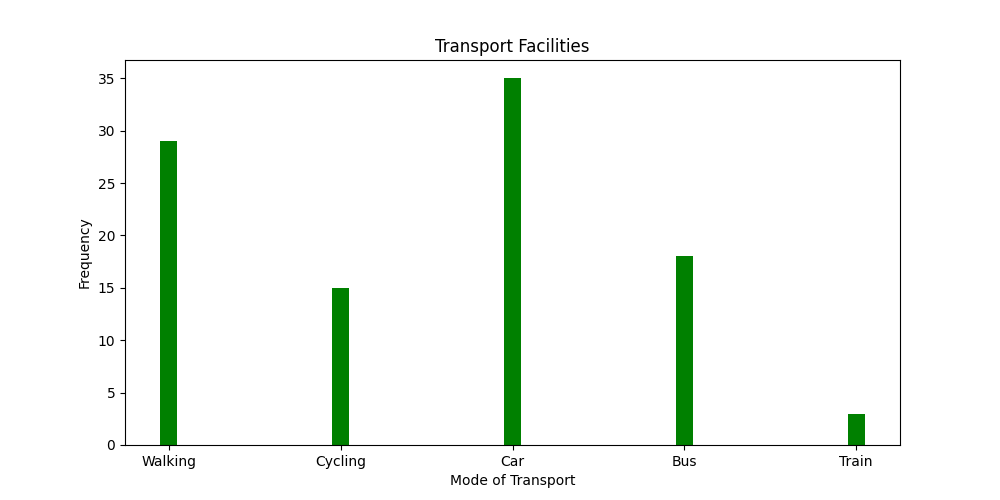 Transport Facilities
Frequency
35
30
25
20
15
10
5
0
Walking Cycling Car Bus Train
Mode of Transport